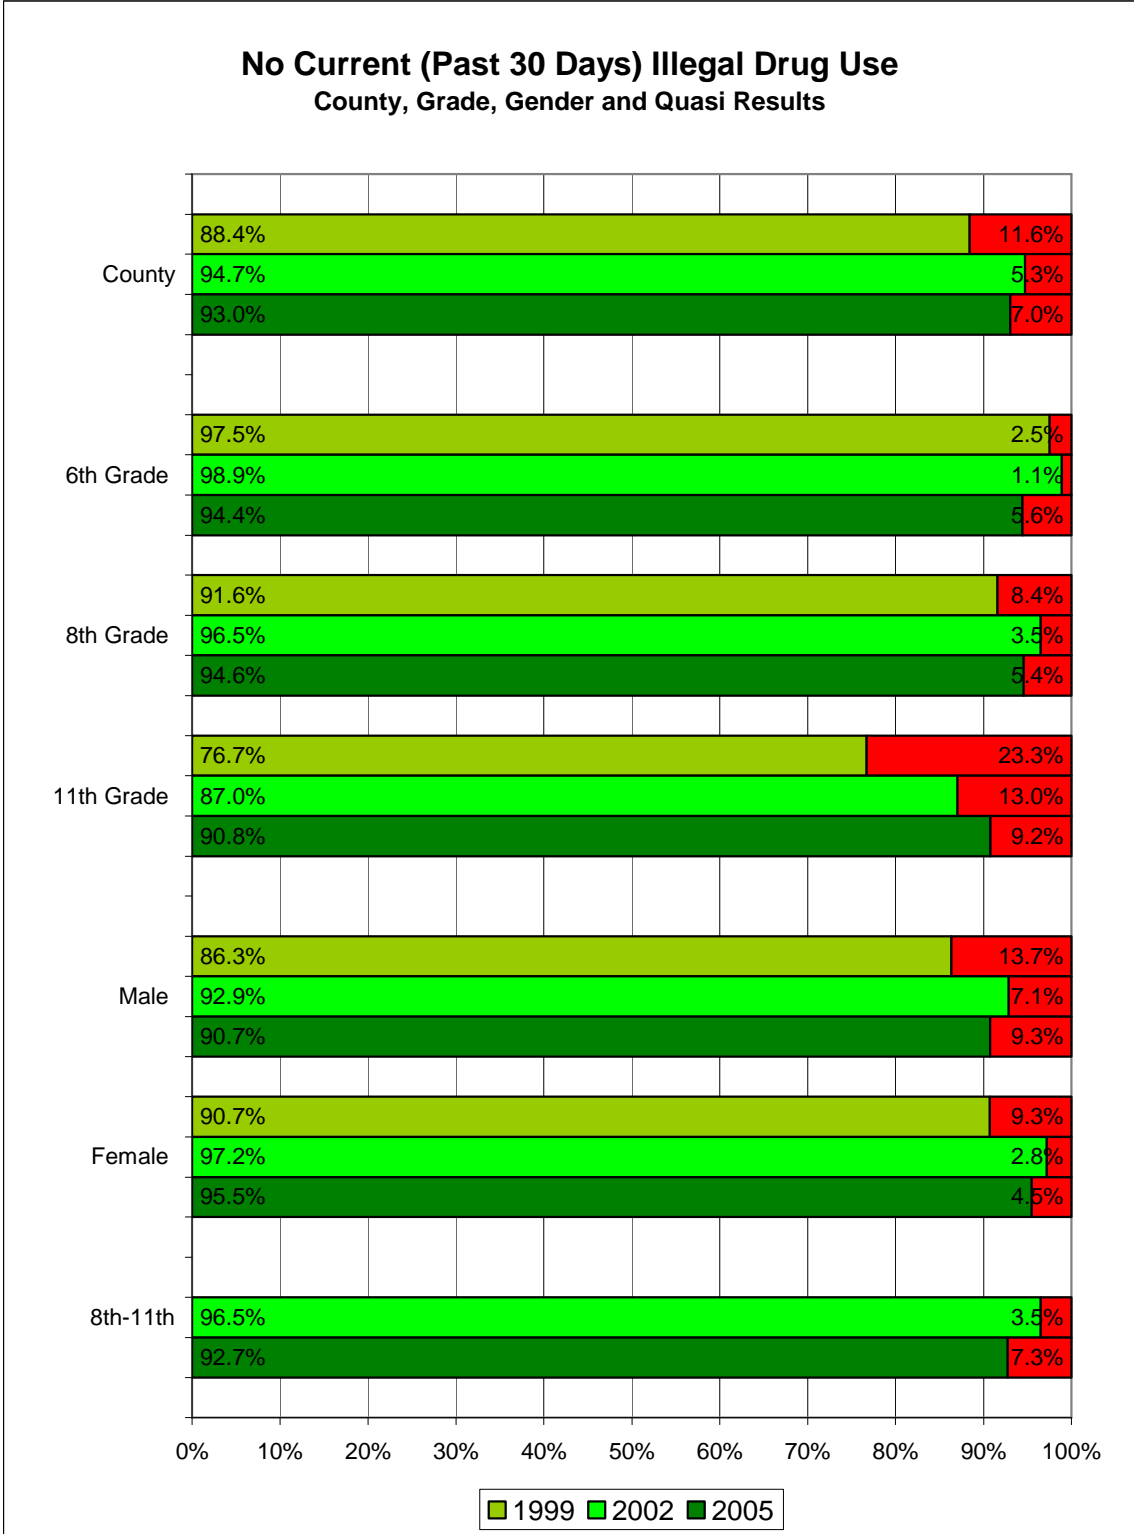 No Current (Past 30 Days) Illegal Drug Use
County, Grade, Gender and Quasi Results
88.4% 11.6%
County 94.7% 5.3%
93.0% 7.0%
97.5% 2.5%
6th Grade 98.9% 1.1%
94.4% 5.6%
91.6% 8.4%
8th Grade 96.5% 3.5%
94.6% 5.4%
76.7% 23.3%
11th Grade 87.0% 13.0%
90.8% 9.2%
86.3% 13.7%
Male 92.9% 7.1%
90.7% 9.3%
90.7% 9.3%
Female 97.2% 2.8%
95.5% 4.5%
8th-11th 96.5% 3.5%
92.7% 7.3%
0% 10% 20% 30% 40% 50% 60% 70% 80% 90% 100%
1999 2002 2005